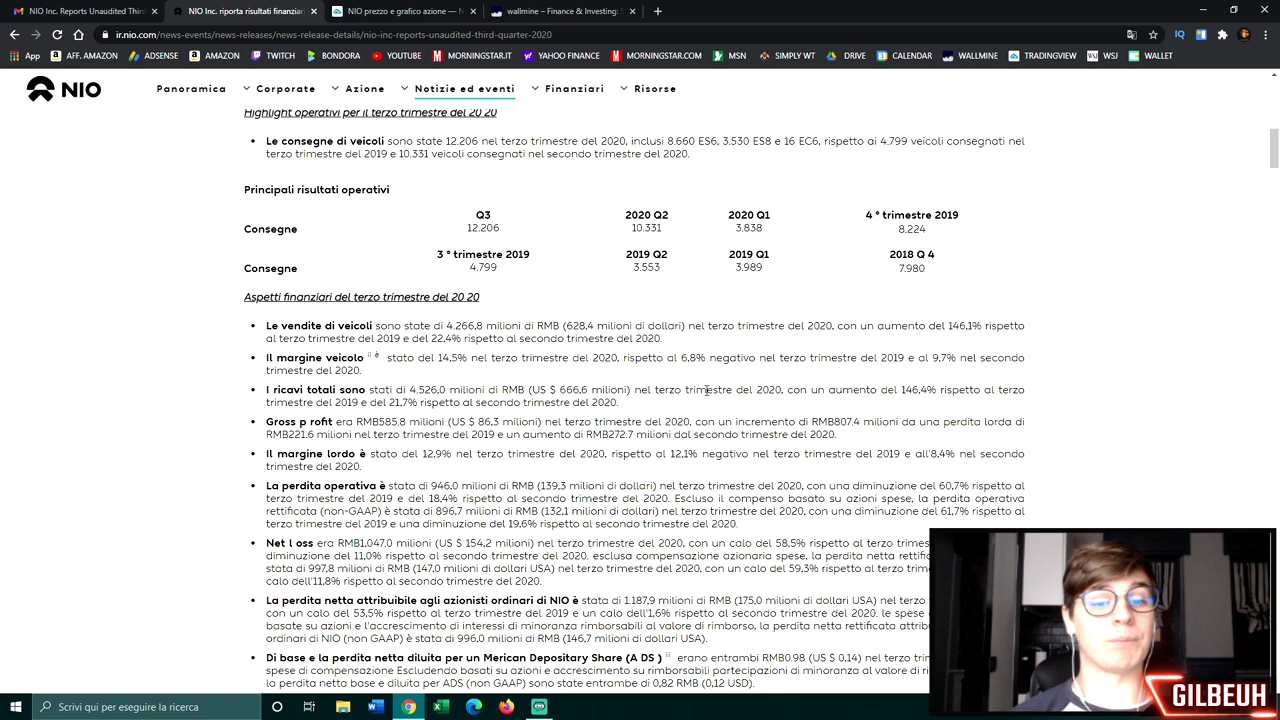 NIO Inc. Reports Unaudited Third
NIO Inc. riporta risultati finanziari
NIO prezzo e grafico azione — N
wallmine – Finance & Investing: S
ir.nio.com/news-events/news-releases/news-release-details/nio-inc-reports-unaudited-third-quarter-2020
App AFF. AMAZON ADSENSE AMAZON TWITCH BONDORA YOUTUBE MORNINGSTAR.IT YAHOO FINANCE MORNINGSTAR.COM MSN SIMPLY WT DRIVE CALENDAR WALLMINE TRADINGVIEW WSJ WALLET
NIO Panoramica Corporate Azione Notizie ed eventi Finanziari Risorse
Highlight operativi per il terzo trimestre del 20 20
• Le consegne di veicoli sono state 12.206 nel terzo trimestre del 2020, inclusi 8.660 ES6, 3.530 ES8 e 16 EC6, rispetto ai 4.799 veicoli consegnati nel
terzo trimestre del 2019 e 10.331 veicoli consegnati nel secondo trimestre del 2020.
Principali risultati operativi
Q3 2020 Q2 2020 Q1 4 ° trimestre 2019
Consegne 12.206 10.331 3.838 8.224
3 ° trimestre 2019 2019 Q2 2019 Q1 2018 Q 4
Consegne 4.799 3.553 3.989 7.980
Aspetti finanziari del terzo trimestre del 20 20
• Le vendite di veicoli sono state di 4.266,8 milioni di RMB (628,4 milioni di dollari) nel terzo trimestre del 2020, con un aumento del 146,1% rispetto
al terzo trimestre del 2019 e del 22,4% rispetto al secondo trimestre del 2020.
• Il margine veicolo è stato del 14,5% nel terzo trimestre del 2020, rispetto al 6,8% negativo nel terzo trimestre del 2019 e al 9,7% nel secondo
trimestre del 2020.
• I ricavi totali sono stati di 4.526,0 milioni di RMB (US $ 666,6 milioni) nel terzo trimestre del 2020, con un aumento del 146,4% rispetto al terzo
trimestre del 2019 e del 21,7% rispetto al secondo trimestre del 2020.
• Gross p rofit era RMB585.8 milioni (US $ 86,3 milioni) nel terzo trimestre del 2020, con un incremento di RMB807.4 milioni da una perdita lorda di
RMB221.6 milioni nel terzo trimestre del 2019 e un aumento di RMB272.7 milioni dal secondo trimestre del 2020.
• Il margine lordo è stato del 12,9% nel terzo trimestre del 2020, rispetto al 12,1% negativo nel terzo trimestre del 2019 e all'8,4% nel secondo
trimestre del 2020.
• La perdita operativa è stata di 946,0 milioni di RMB (139,3 milioni di dollari) nel terzo trimestre del 2020, con una diminuzione del 60,7% rispetto al
terzo trimestre del 2019 e del 18,4% rispetto al secondo trimestre del 2020. Escluso il compenso basato su azioni spese, la perdita operativa
rettificata (non-GAAP) è stata di 896,7 milioni di RMB (132,1 milioni di dollari) nel terzo trimestre del 2020, con una diminuzione del 61,7% rispetto al
terzo trimestre del 2019 e una diminuzione del 19,6% rispetto al secondo trimestre del 2020.
• Net l oss era RMB1,047.0 milioni (US $ 154,2 milioni) nel terzo trimestre del 2020, con un calo del 58,5% rispetto al terzo trimes
diminuzione del 11,0% rispetto al secondo trimestre del 2020. esclusa compensazione azionaria spese, la perdita netta rettific
stata di 997,8 milioni di RMB (147,0 milioni di dollari USA) nel terzo trimestre del 2020, con un calo del 59,3% rispetto al terzo trim
calo dell'11,8% rispetto al secondo trimestre del 2020.
• La perdita netta attribuibile agli azionisti ordinari di NIO è stata di 1.187,9 milioni di RMB (175,0 milioni di dollari USA) nel terzo
con un calo del 53,5% rispetto al terzo trimestre del 2019 e un calo dell'1,6% rispetto al secondo trimestre del 2020. le spese
basate su azioni e l'accrescimento di interessi di minoranza rimborsabili al valore di rimborso, la perdita netta rettificata attrib
ordinari di NIO (non GAAP) è stata di 996,0 milioni di RMB (146,7 milioni di dollari USA).
• Di base e la perdita netta diluita per un Merican Depositary Share (A DS ) erano entrambi RMB0.98 (US $ 0,14) nel terzo trim
spese di compensazione Escludendo basati su azioni e accrescimento su rimborsabili partecipazioni di minoranza al valore di ri
la perdita netta base e diluita per ADS (non GAAP) sono state entrambe di 0,82 RMB (0,12 USD).
GILBEUH
Scrivi qui per eseguire la ricerca